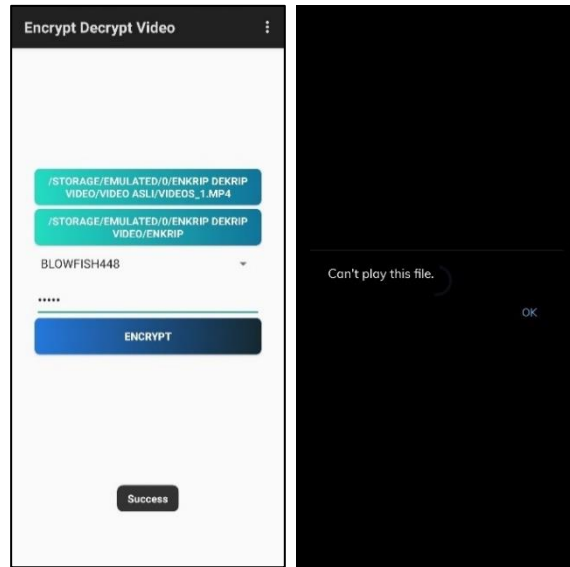 Encrypt Decrypt Video
/STORAGE/EMULATED/0/ENKRIP DEKRIP
VIDEO/VIDEO ASLI/VIDEOS_1.MP4
/STORAGE/EMULATED/0/ENKRIP DEKRIP
VIDEO/ENKRIP
BLOWFISH448
•••••
ENCRYPT
Success
Can't play this file.
OK